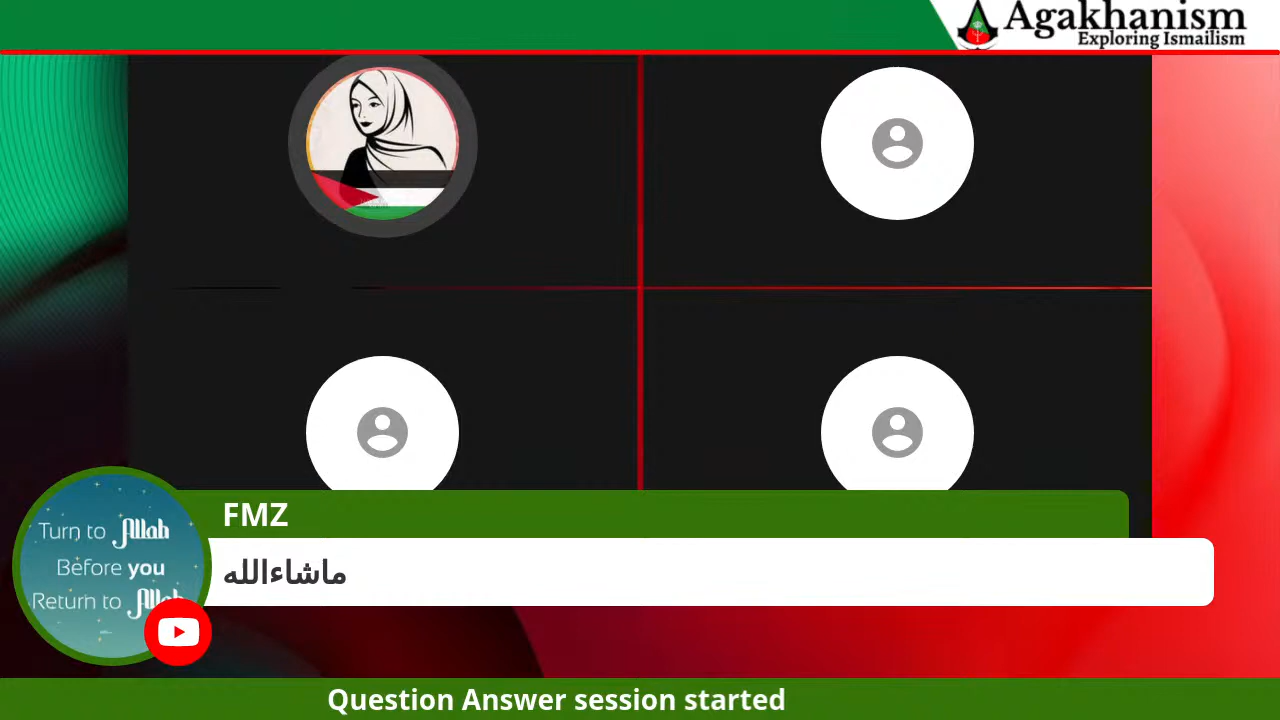 Agakhanism
Exploring Ismailism
FMZ
ماشاءالله
Turn to Allah
Before you
Return to Allah
Question Answer session started